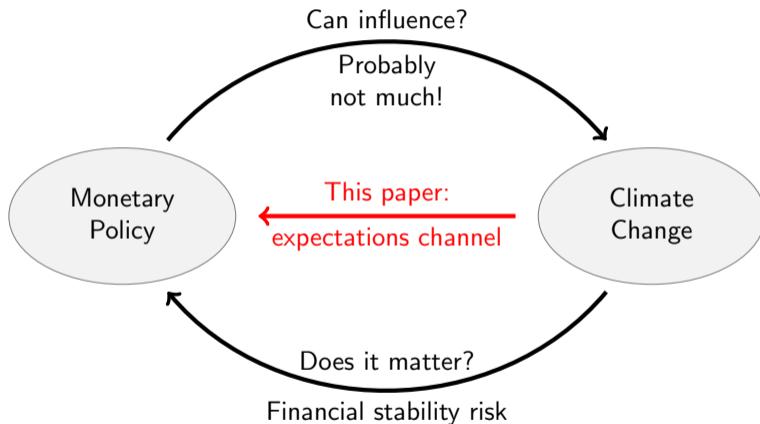 Can influence?
Probably
not much!
Monetary
Policy
This paper:
expectations channel
Climate
Change
Does it matter?
Financial stability risk